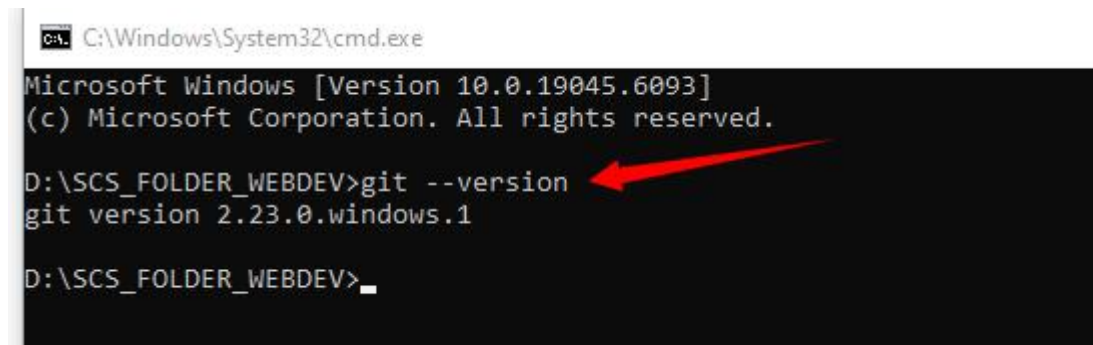 C:\Windows\System32\cmd.exe
Microsoft Windows [Version 10.0.19045.6093]
(c) Microsoft Corporation. All rights reserved.
D:\SCS_FOLDER_WEBDEV>git --version
git version 2.23.0.windows.1
D:\SCS_FOLDER_WEBDEV>